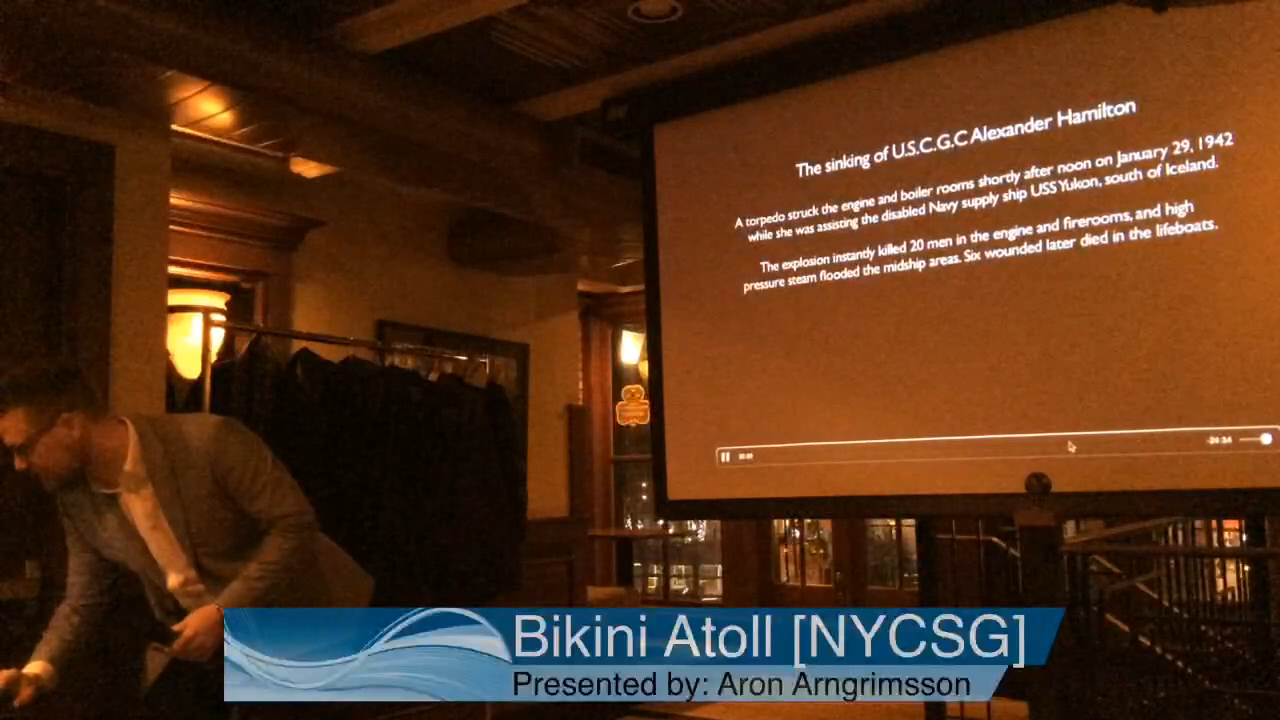 The sinking of U.S.C.G.C Alexander Hamilton
A torpedo struck the engine and boiler rooms shortly after noon on January 29, 1942
while she was assisting the disabled Navy supply ship USS Yukon, south of Iceland.
The explosion instantly killed 20 men in the engine and firerooms, and high
pressure steam flooded the midship areas. Six wounded later died in the lifeboats.
Bikini Atoll [NYCSG]
Presented by: Aron Arngrimsson